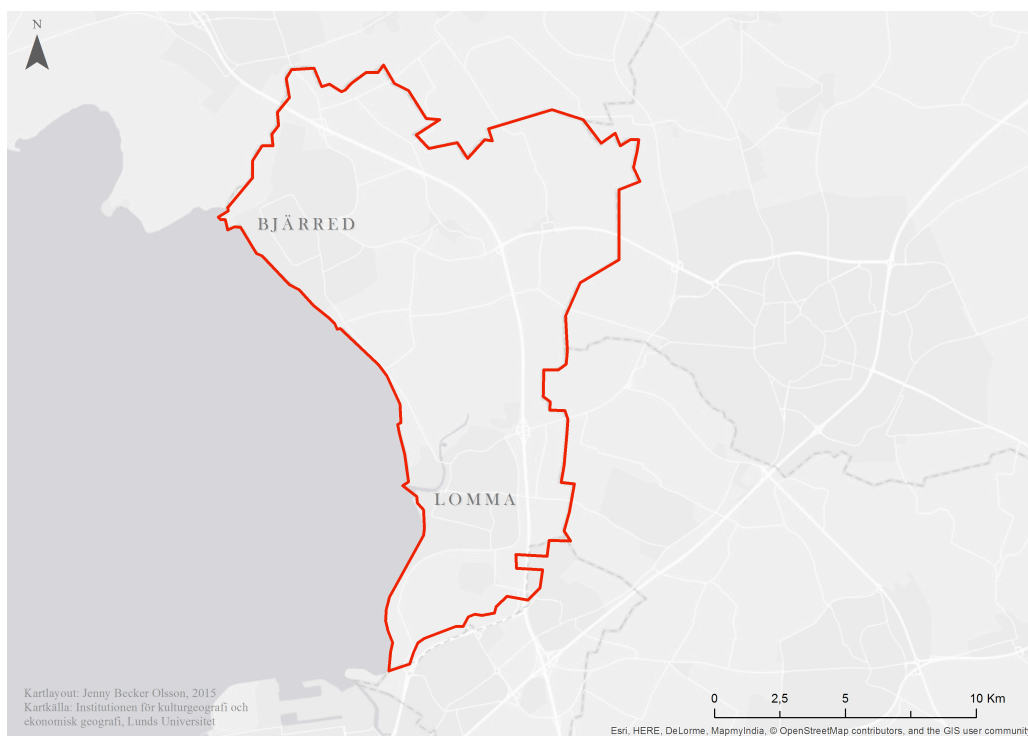 N
BJÄRRED
LOMMA
Kartlayout: Jenny Becker Olsson, 2015
Kartkälla: Institutionen för kulturgeografi och
ekonomisk geografi, Lunds Universitet
0 2,5 5 10 Km
Esri, HERE, DeLorme, MapmyIndia, © OpenStreetMap contributors, and the GIS user communit